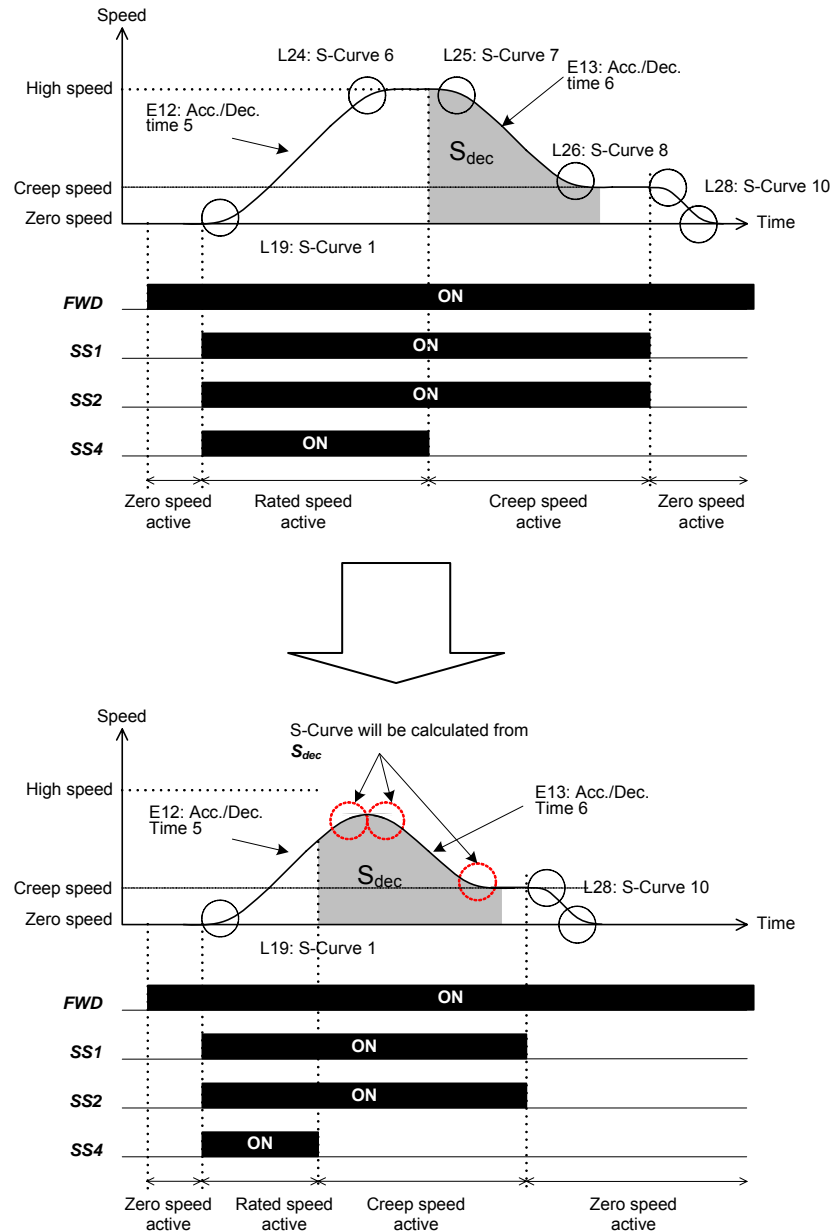 Speed
L24: S-Curve 6
L25: S-Curve 7
E13: Acc./Dec.
time 6
High speed
E12: Acc./Dec.
time 5
Sdec
L26: S-Curve 8
Creep speed
L28: S-Curve 10
Zero speed
Time
L19: S-Curve 1
FWD
ON
SS1
ON
SS2
ON
SS4
ON
Zero speed
active
Rated speed
active
Creep speed
active
Zero speed
active
Speed
S-Curve will be calculated from
Sdec
High speed
E12: Acc./Dec.
Time 5
E13: Acc./Dec.
Time 6
Sdec
Creep speed
L28: S-Curve 10
Zero speed
Time
L19: S-Curve 1
FWD
ON
SS1
ON
SS2
ON
SS4
ON
Zero speed
active
Rated speed
active
Creep speed
active
Zero speed
active